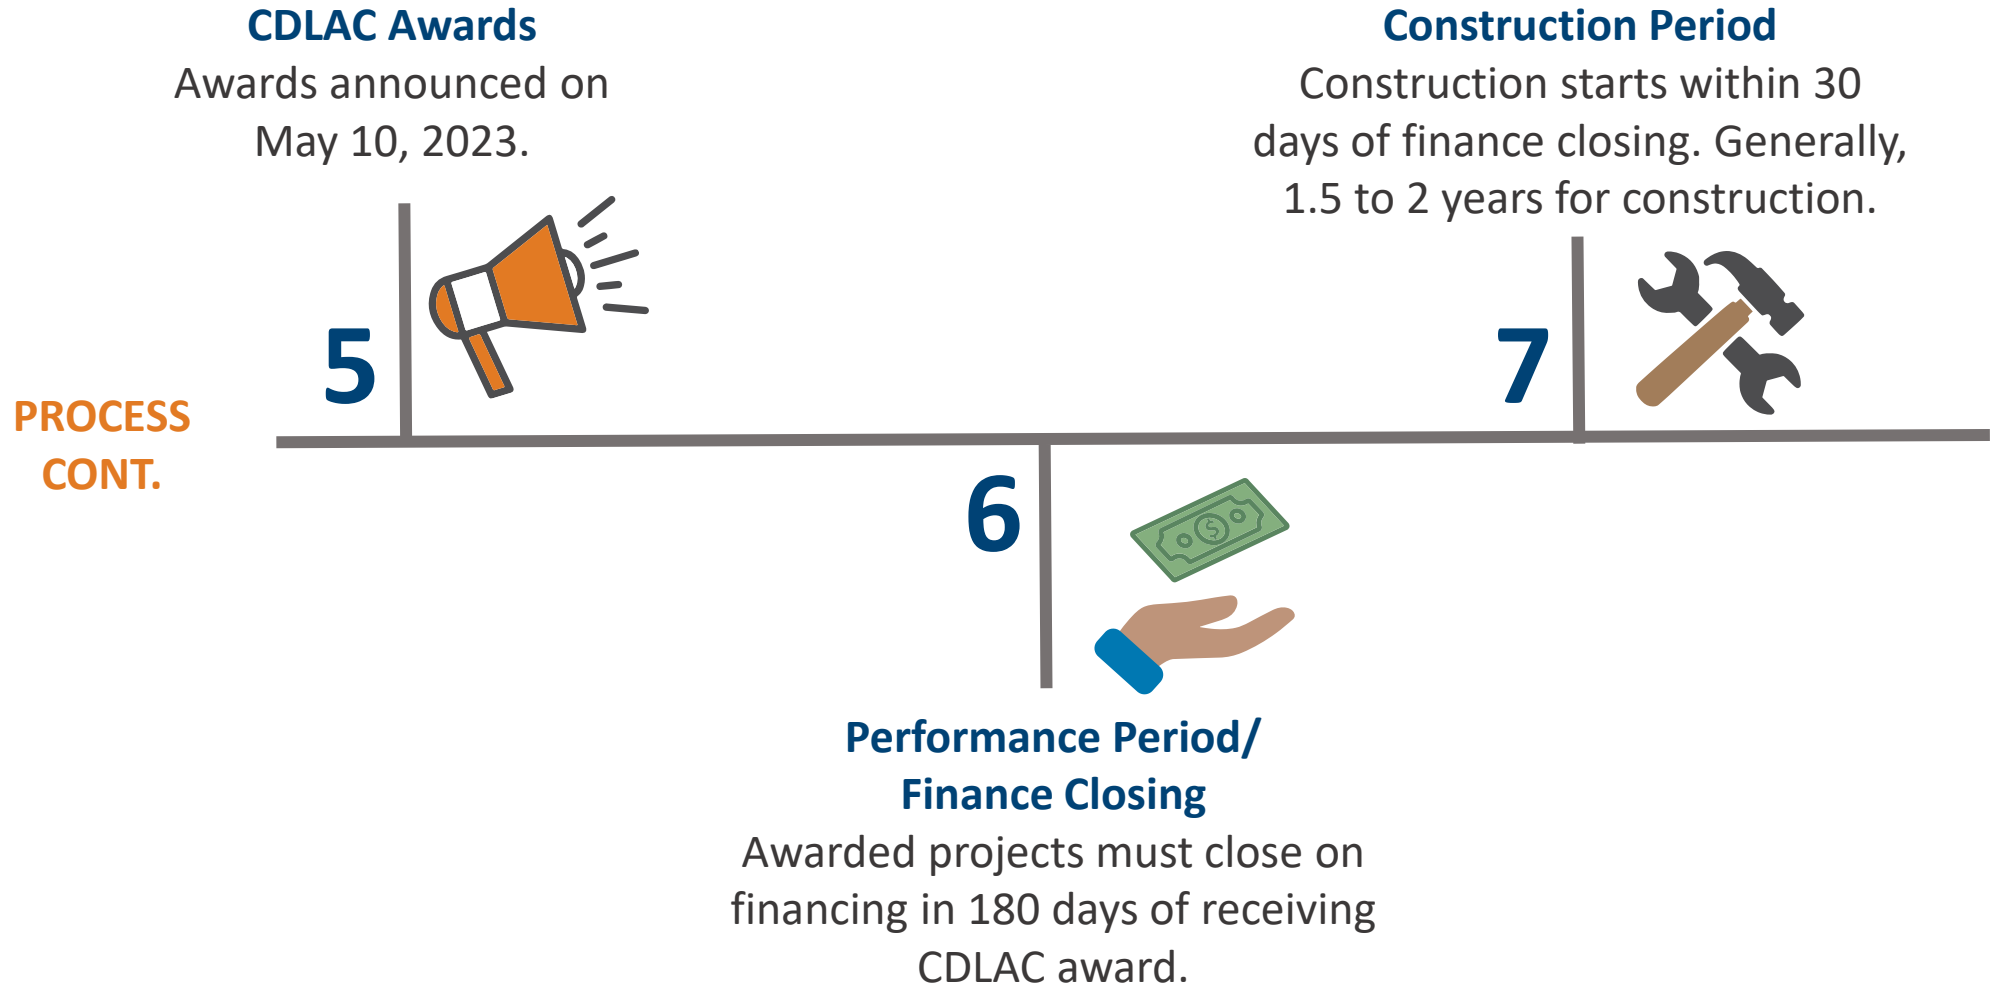 CDLAC Awards
Awards announced on
May 10, 2023.
Construction Period
Construction starts within 30
days of finance closing. Generally,
1.5 to 2 years for construction.
5
7
PROCESS
CONT.
6
$
Performance Period/
Finance Closing
Awarded projects must close on
financing in 180 days of receiving
CDLAC award.